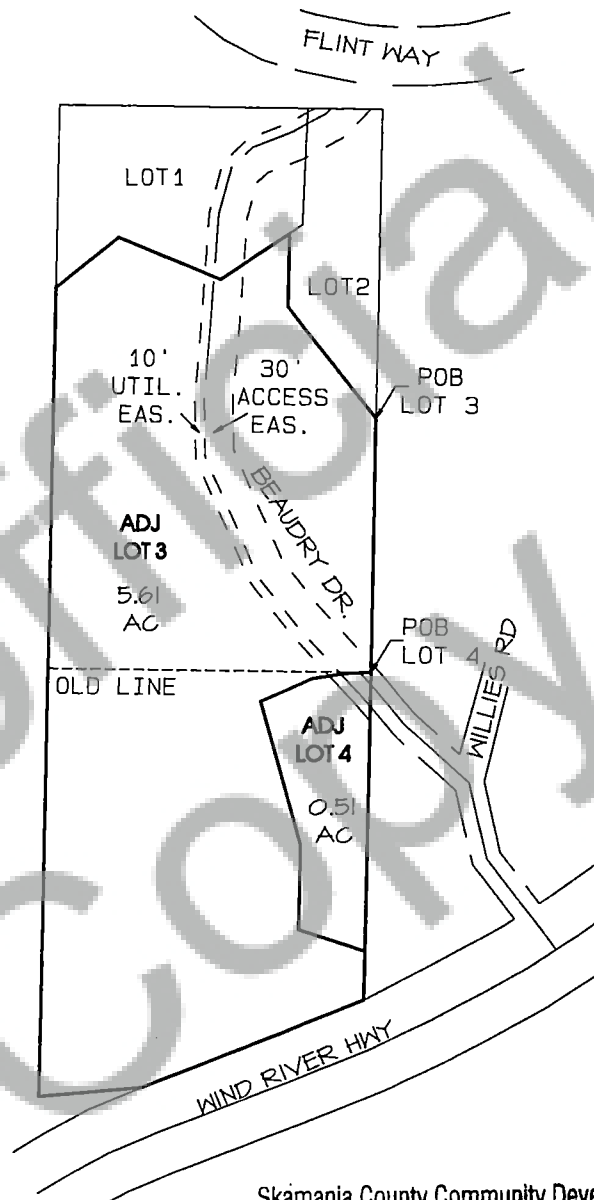 FLINT WAY
LOT1
LOT2
10'
UTIL.
EAS.
30'
ACCESS
EAS.
POB
LOT 3
BEAUDRY DR.
ADJ
LOT 3
5.61
AC
POB
LOT 4
WILLIES RD
OLD LINE
ADJ
LOT 4
0.51
AC
WIND RIVER HWY
Skamania County Community Deve